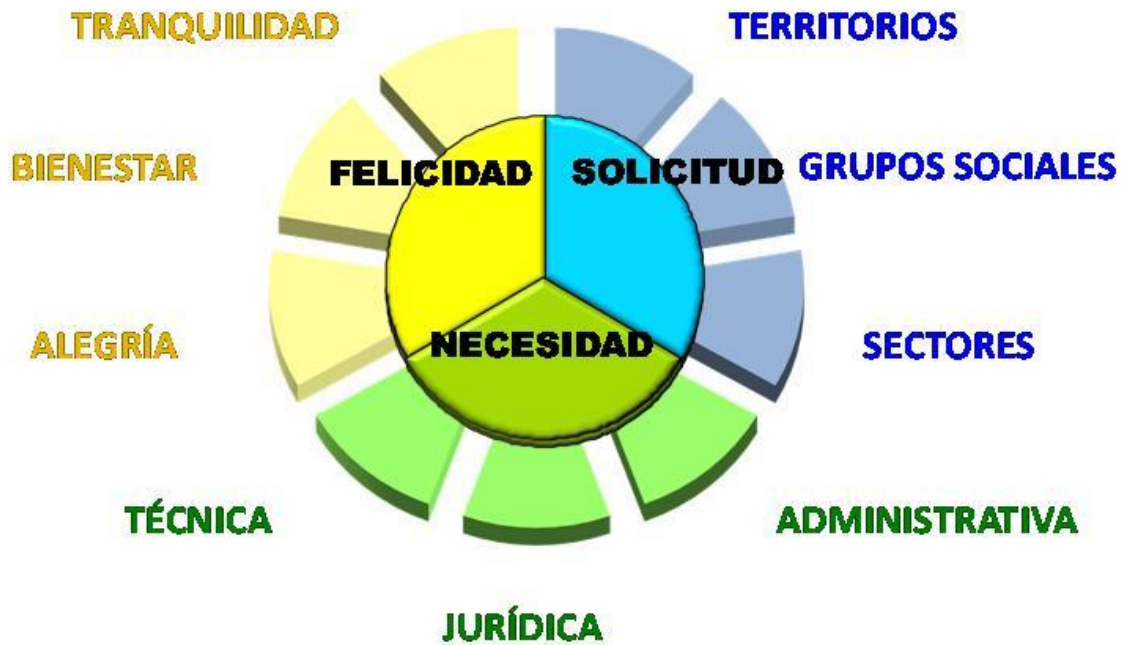 TRANQUILIDAD
TERRITORIOS
BIENESTAR
FELICIDAD
SOLICITUD
GRUPOS SOCIALES
ALEGRÍA
NECESIDAD
SECTORES
TÉCNICA
ADMINISTRATIVA
JURÍDICA